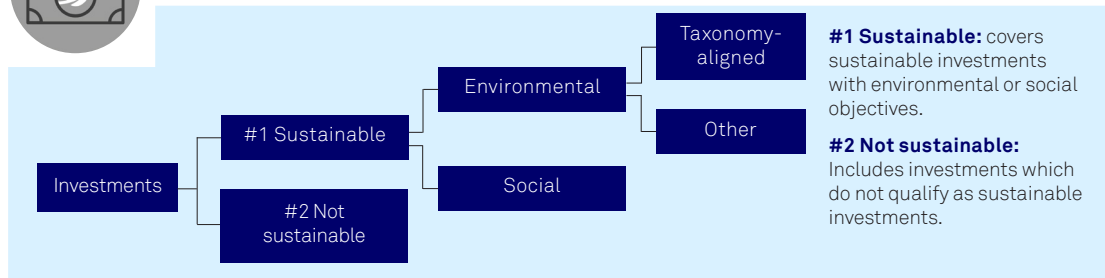 Taxonomy-
aligned
Environmental
#1 Sustainable
Other
Investments
Social
#2 Not
sustainable
#1 Sustainable: covers
sustainable investments
with environmental or social
objectives.
#2 Not sustainable:
Includes investments which
do not qualify as sustainable
investments.